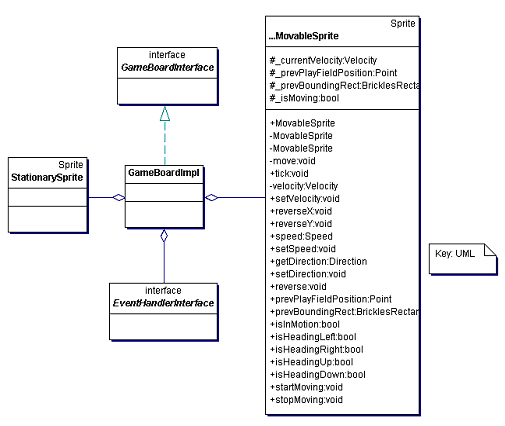 interface
GameBoardInterface
Sprite
StationarySprite
GameBoardImpl
interface
EventHandlerInterface
Sprite
...MovableSprite
#_currentVelocity:Velocity
#_prevPlayFieldPosition:Point
#_prevBoundingRect:BricklesRecta
#_isMoving:bool
+MovableSprite
-MovableSprite
-MovableSprite
-move:void
+tick:void
-velocity:Velocity
+setVelocity:void
+reverseX:void
+reverseY:void
+speed:Speed
+setSpeed:void
+getDirection:Direction
+setDirection:void
+reverse:void
+prevPlayFieldPosition:Point
+prevBoundingRect:BricklesRectan
+isInMotion:bool
+isHeadingLeft:bool
+isHeadingRight:bool
+isHeadingUp:bool
+isHeadingDown:bool
+startMoving:void
+stopMoving:void
Key: UML